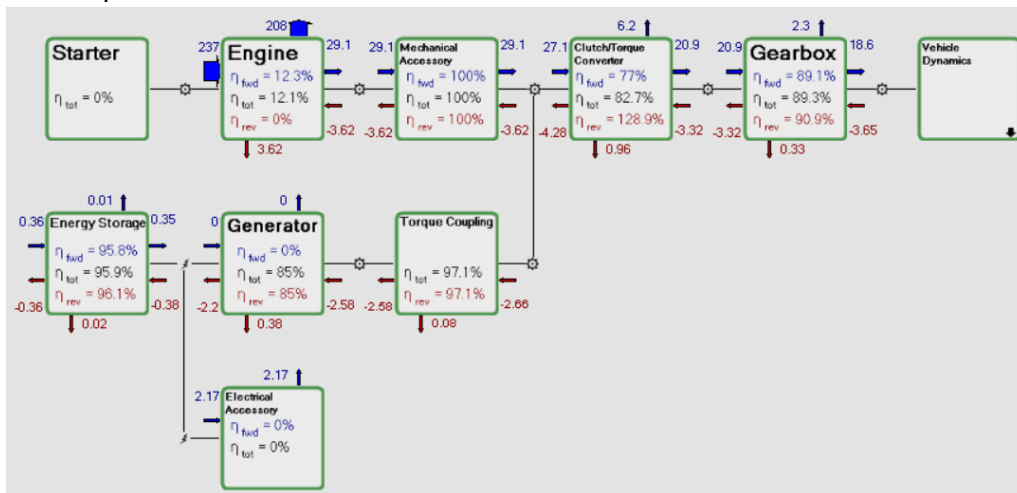 208
6.2
2.3
Starter
η tot = 0%
237
Engine
η fwd = 12.3%
η tot = 12.1%
η rev = 0%
29.1
-3.62
3.62
29.1
Mechanical
Accessory
η fwd = 100%
η tot = 100%
η rev = 100%
29.1
-3.62
-3.62
27.1
Clutch/Torque
Converter
η fwd = 77%
η tot = 82.7%
η rev = 128.9%
20.9
-4.28
-3.32
0.96
20.9
Gearbox
η fwd = 89.1%
η tot = 89.3%
η rev = 90.9%
18.6
-3.32
-3.65
0.33
Vehicle
Dynamics
0.01
0.36
Energy Storage
η fwd = 95.8%
η tot = 95.9%
η rev = 96.1%
0.35
-0.36
-0.38
0.02
0
0
Generator
η fwd = 0%
η tot = 85%
η rev = 85%
-2.2
-2.58
0.38
Torque Coupling
η tot = 97.1%
η rev = 97.1%
-2.58
-2.66
0.08
2.17
2.17
Electrical
Accessory
η fwd = 0%
η tot = 0%